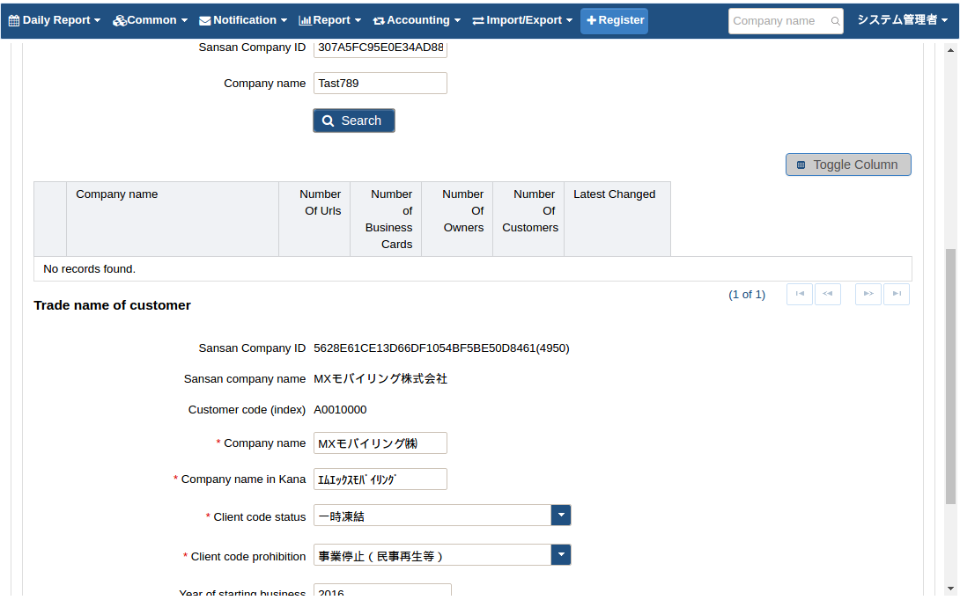 Daily Report Common Notification Report Accounting Import/Export Register Company name システム管理者
Sansan Company ID 307A5FC95E0E34AD88
Company name Tast789
Search
Toggle Column
Company name Number Of Urls Number of Business Cards Number Of Owners Number Of Customers Latest Changed
No records found.
(1 of 1)
Trade name of customer
Sansan Company ID 5628E61CE13D66DF1054BF5BE50D8461(4950)
Sansan company name MXモバイリング株式会社
Customer code (index) A0010000
* Company name MXモバイリング㈱
* Company name in Kana ｴﾑｴｯｸｽﾓﾊﾞｲﾘﾝｸﾞ
* Client code status 一時凍結
* Client code prohibition 事業停止（民事再生等）
Year of starting business 2016